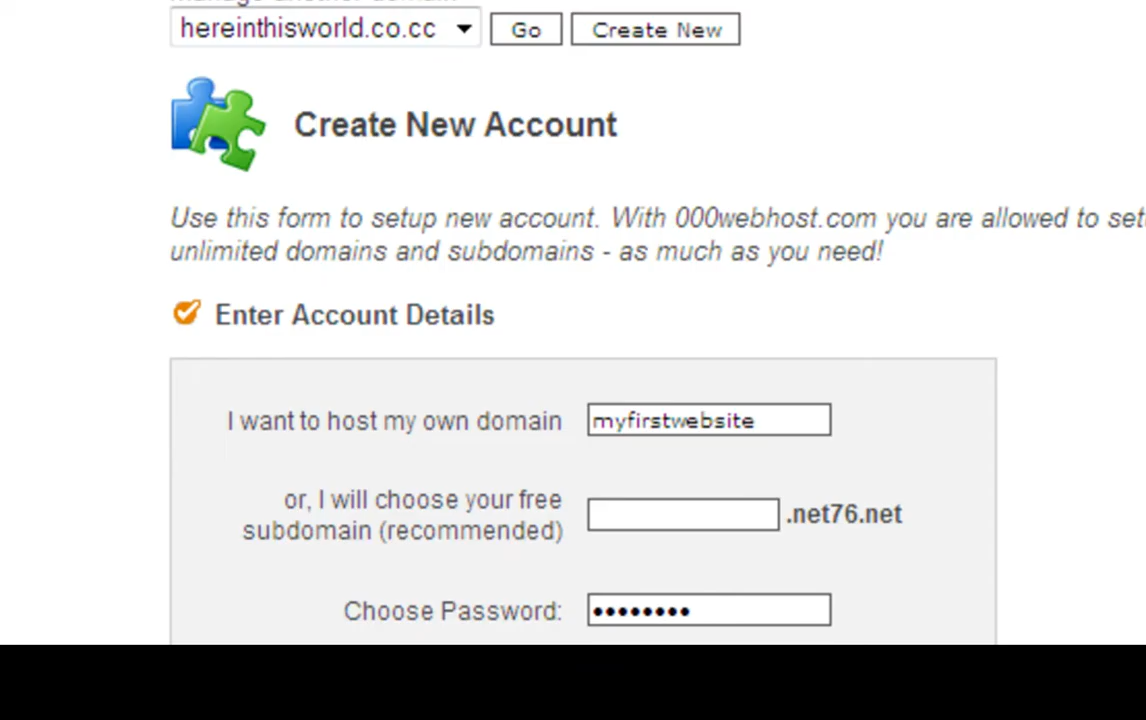 hereinthisworld.co.cc Go Create New
Create New Account
Use this form to setup new account. With 000webhost.com you are allowed to
unlimited domains and subdomains - as much as you need!
Enter Account Details
I want to host my own domain myfirstwebsite
or, I will choose your free
subdomain (recommended) .net76.net
Choose Password: ••••••••